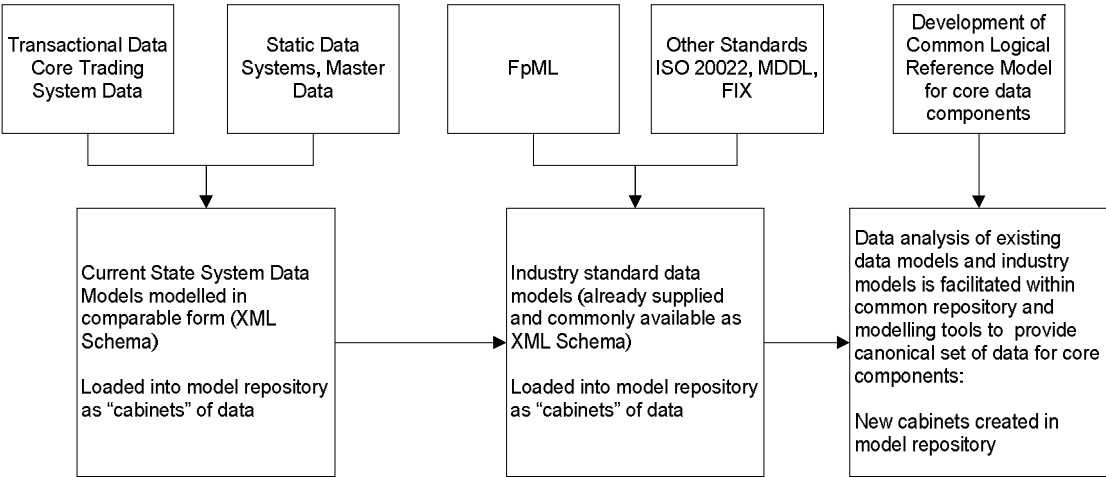 Transactional Data
Core Trading
System Data
Static Data
Systems, Master
Data
FpML
Other Standards
ISO 20022, MDDL,
FIX
Development of
Common Logical
Reference Model
for core data
components
Current State System Data
Models modelled in
comparable form (XML
Schema)
Loaded into model repository
as “cabinets” of data
Industry standard data
models (already supplied
and commonly available as
XML Schema)
Loaded into model repository
as “cabinets” of data
Data analysis of existing
data models and industry
models is facilitated within
common repository and
modelling tools to  provide
canonical set of data for core
components:
New cabinets created in
model repository